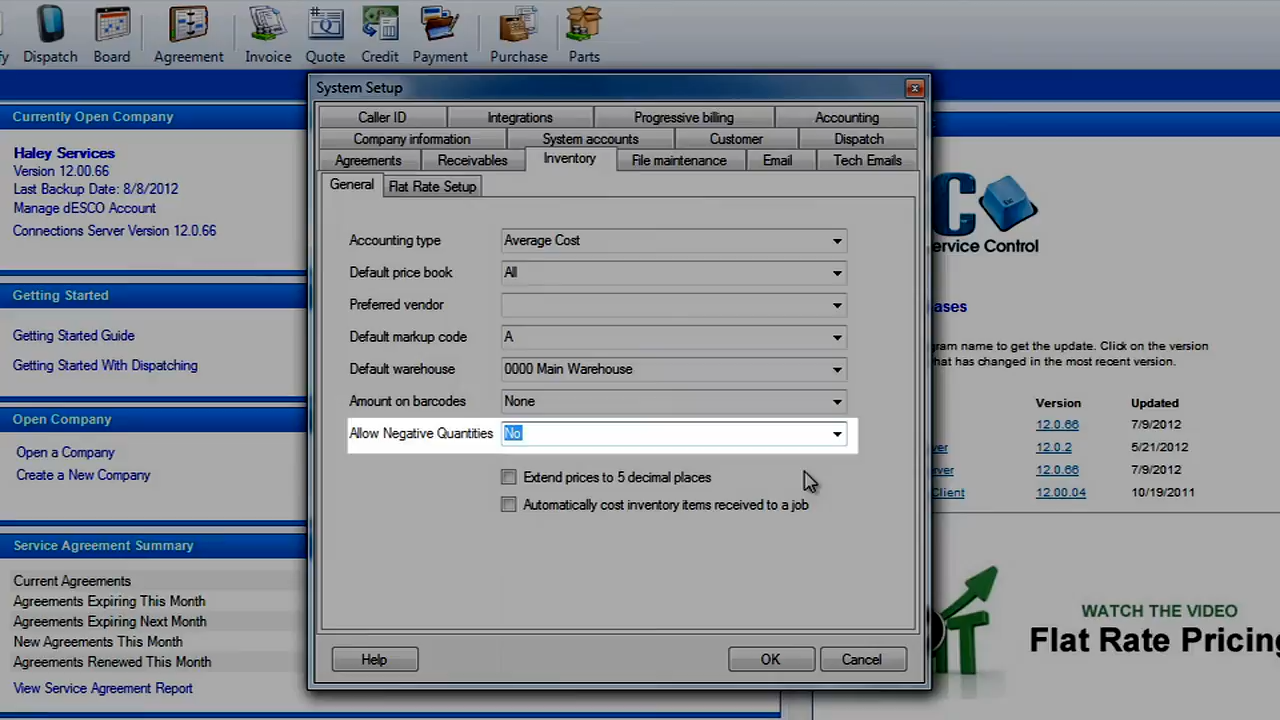 Dispatch Board Agreement Invoice Quote Credit Payment Purchase Parts
System Setup
Caller ID Integrations Progressive billing Accounting
Company information System accounts Customer Dispatch
Agreements Receivables Inventory File maintenance Email Tech Emails
General Flat Rate Setup
Accounting type Average Cost
Default price book All
Preferred vendor
Default markup code A
Default warehouse 0000 Main Warehouse
Amount on barcodes None
Allow Negative Quantities No
Extend prices to 5 decimal places
Automatically cost inventory items received to a job
Help OK Cancel
Currently Open Company
Haley Services
Version 12.00.66
Last Backup Date: 8/8/2012
Manage dESCO Account
Connections Server Version 12.0.66
Getting Started
Getting Started Guide
Getting Started With Dispatching
Open Company
Open a Company
Create a New Company
Service Agreement Summary
Current Agreements
Agreements Expiring This Month
Agreements Expiring Next Month
New Agreements This Month
Agreements Renewed This Month
View Service Agreement Report
C
esc
ervice Control
ases
gram name to get the update. Click on the version
that has changed in the most recent version.
Version Updated
12.0.66 7/9/2012
ver 12.0.2 5/21/2012
erver 12.0.66 7/9/2012
Client 12.00.04 10/19/2011
WATCH THE VIDEO
Flat Rate Pricing